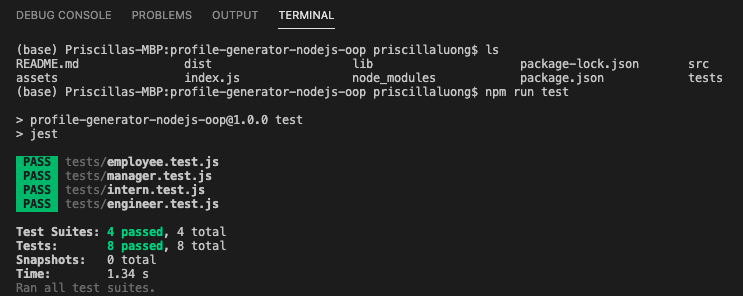 DEBUG CONSOLE PROBLEMS OUTPUT TERMINAL
(base) Priscillas-MBP:profile-generator-nodejs-oop priscillaluong$ ls
README.md dist lib package-lock.json src
assets index.js node_modules package.json tests
(base) Priscillas-MBP:profile-generator-nodejs-oop priscillaluong$ npm run test
> profile-generator-nodejs-oop@1.0.0 test
> jest
PASS tests/employee.test.js
PASS tests/manager.test.js
PASS tests/intern.test.js
PASS tests/engineer.test.js
Test Suites: 4 passed, 4 total
Tests: 8 passed, 8 total
Snapshots: 0 total
Time: 1.34 s
Ran all test suites.